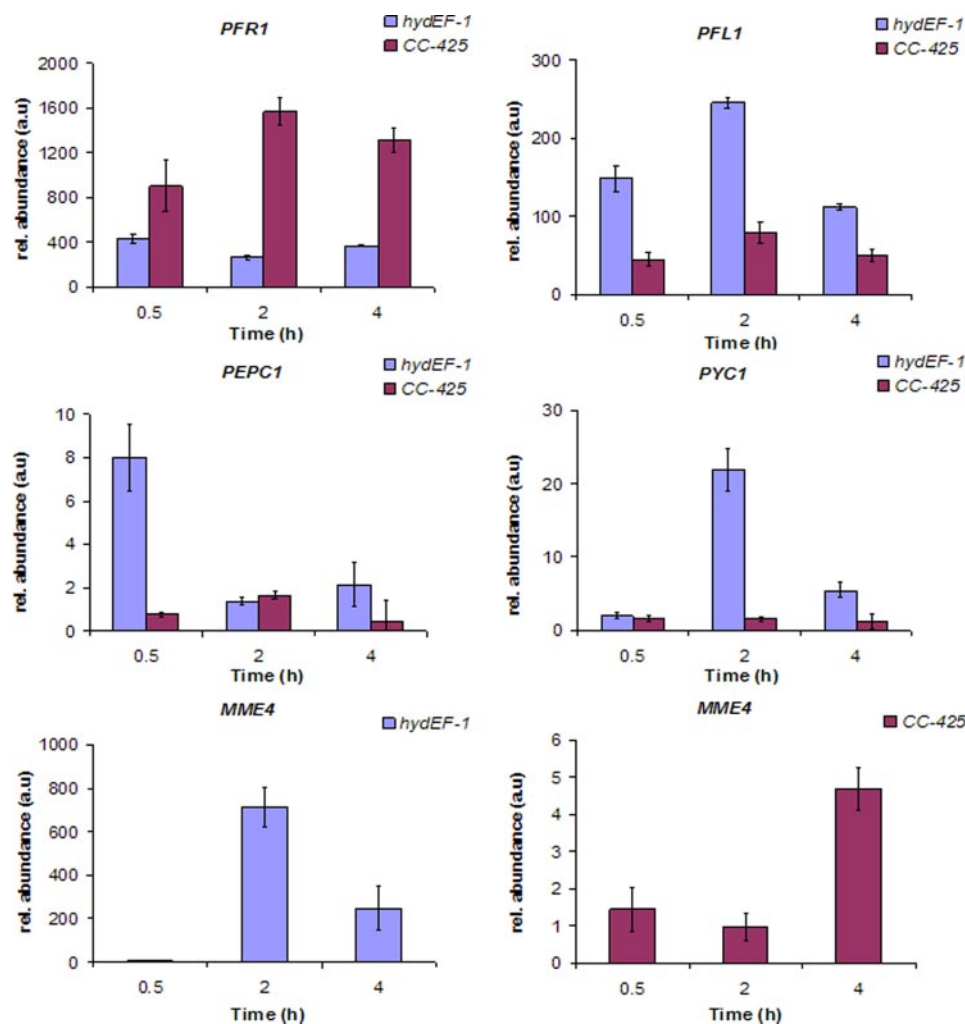 PFR1
hydEF-1
CC-425
rel. abundance (a.u)
2000
1600
1200
800
400
0
0.5 2 4
Time (h)
PFL1
hydEF-1
CC-425
rel. abundance (a.u)
300
200
100
0
0.5 2 4
Time (h)
PEPC1
hydEF-1
CC-425
rel. abundance (a.u)
10
8
6
4
2
0
0.5 2 4
Time (h)
PYC1
hydEF-1
CC-425
rel. abundance (a.u)
30
20
10
0
0.5 2 4
Time (h)
MME4
hydEF-1
rel. abundance (a.u)
1000
800
600
400
200
0
0.5 2 4
Time (h)
MME4
CC-425
rel. abundance (a.u)
6
5
4
3
2
1
0
0.5 2 4
Time (h)